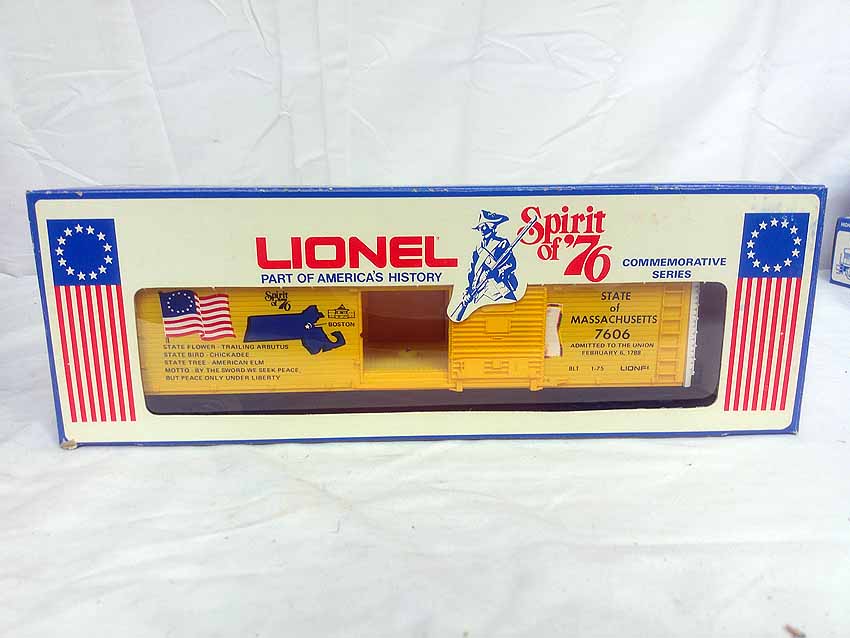 LIONEL
PART OF AMERICA'S HISTORY
Spirit
of '76
COMMEMORATIVE
SERIES
Spirit
of '76
BOSTON
STATE FLOWER - TRAILING ARBUTUS
STATE BIRD - CHICKADEE
STATE TREE - AMERICAN ELM
MOTTO - BY THE SWORD WE SEEK PEACE,
BUT PEACE ONLY UNDER LIBERTY
STATE
of
MASSACHUSETTS
7606
ADMITTED TO THE UNION
FEBRUARY 6, 1788
BLT 1-75 LIONEL